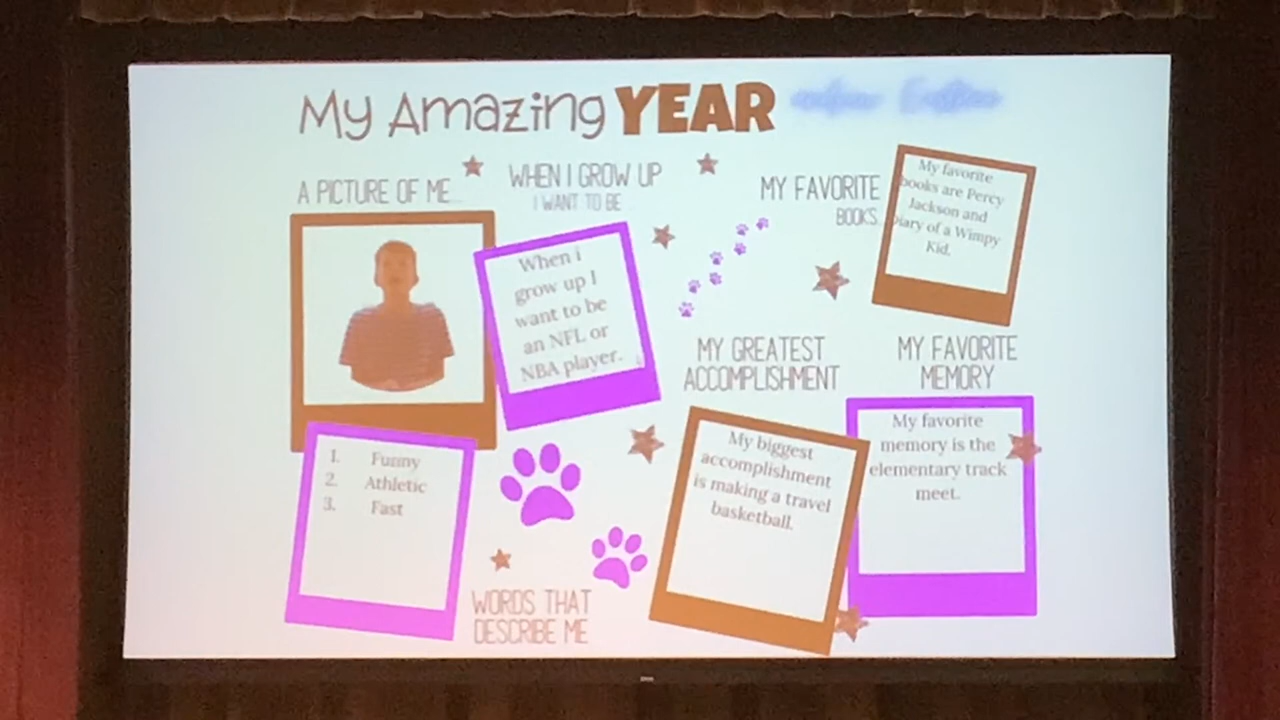 My Amazing YEAR
A PICTURE OF ME
WHEN I GROW UP
I WANT TO BE
When i
grow up I
want to be
an NFL or
NBA player.
MY FAVORITE
BOOKS
My favorite
books are Percy
Jackson and
Diary of a Wimpy
Kid.
1. Funny
2. Athletic
3. Fast
WORDS THAT
DESCRIBE ME
MY GREATEST
ACCOMPLISHMENT
My biggest
accomplishment
is making a travel
basketball.
MY FAVORITE
MEMORY
My favorite
memory is the
elementary track
meet.